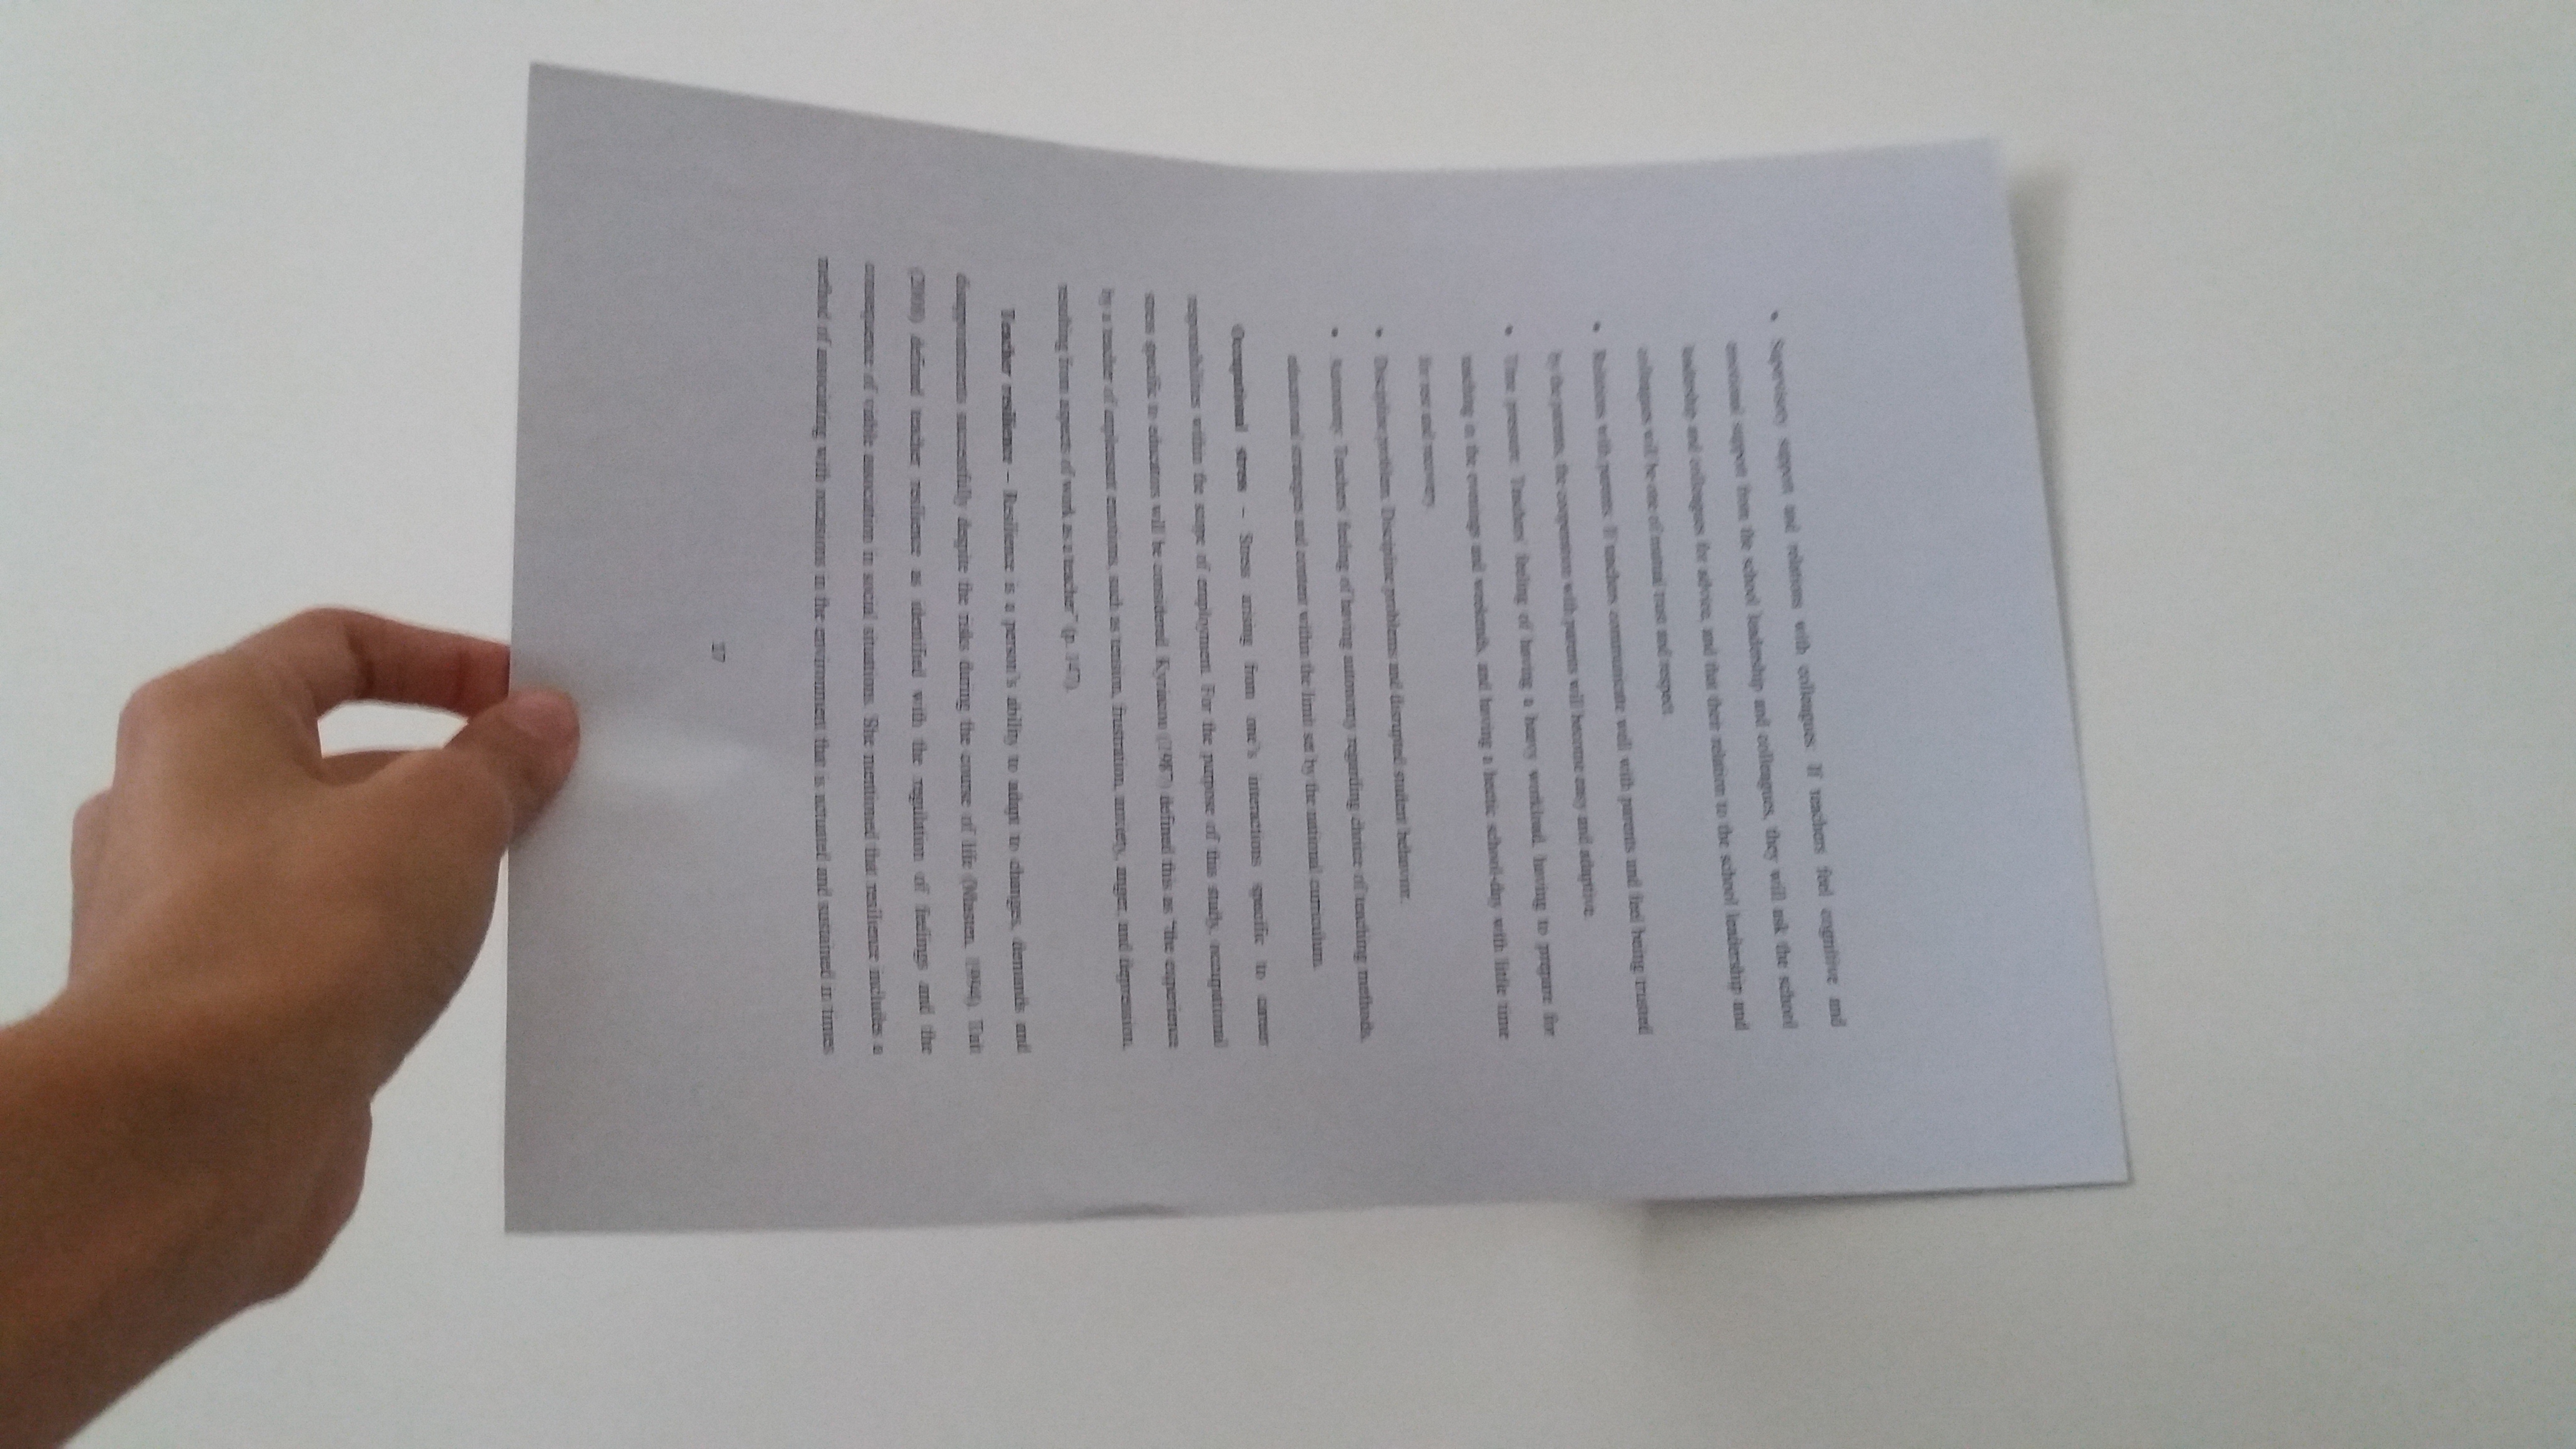 • Supervisory support and relations with colleagues: If teachers feel cognitive and
emotional support from the school leadership and colleagues, they will ask the school
leadership and colleagues for advice, and that their relation to the school leadership and
colleagues will be one of mutual trust and respect.
• Relations with parents: If teachers communicate well with parents and feel being trusted
by the parents, the cooperation with parents will become easy and adaptive.
• Time pressure: Teachers' feeling of having a heavy workload, having to prepare for
teaching in the evenings and weekends, and having a hectic school-day with little time
for rest and recovery.
• Discipline problems: Discipline problems and disrupted student behavior.
• Autonomy: Teachers' feeling of having autonomy regarding choice of teaching methods,
educational strategies and content within the limit set by the national curriculum.
Occupational stress – Stress arising from one's interactions specific to career
responsibilities within the scope of employment. For the purpose of this study, occupational
stress specific to educators will be considered. Kyriacou (1987) defined this as "the experience
by a teacher of unpleasant emotions, such as tension, frustration, anxiety, anger, and depression,
resulting from aspects of work as a teacher" (p. 147).
Teacher resilience – Resilience is a person's ability to adapt to changes, demands and
disappointments successfully despite the risks during the course of life (Masten, 1994).
(2008) defined teacher resilience as identified with the regulation of feelings and the
consequence of viable association in social situations. She mentioned that resilience includes a
method of associating with occasions in the environment that is actuated and sustained in times
27